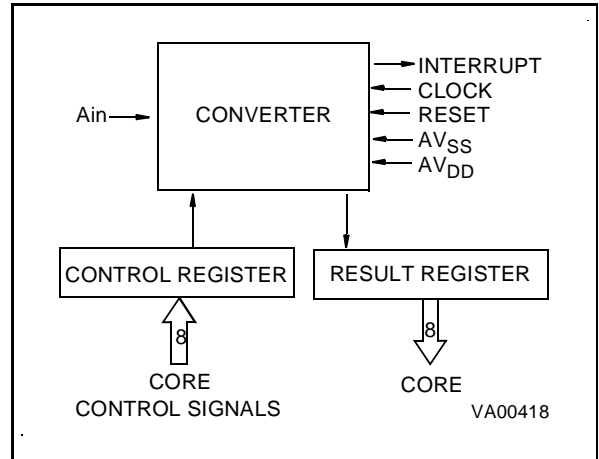 INTERRUPT
CLOCK
Ain
CONVERTER
RESET
AVSS
AVDD
CONTROL REGISTER
RESULT REGISTER
8
8
CORE
CONTROL SIGNALS
CORE
VA00418